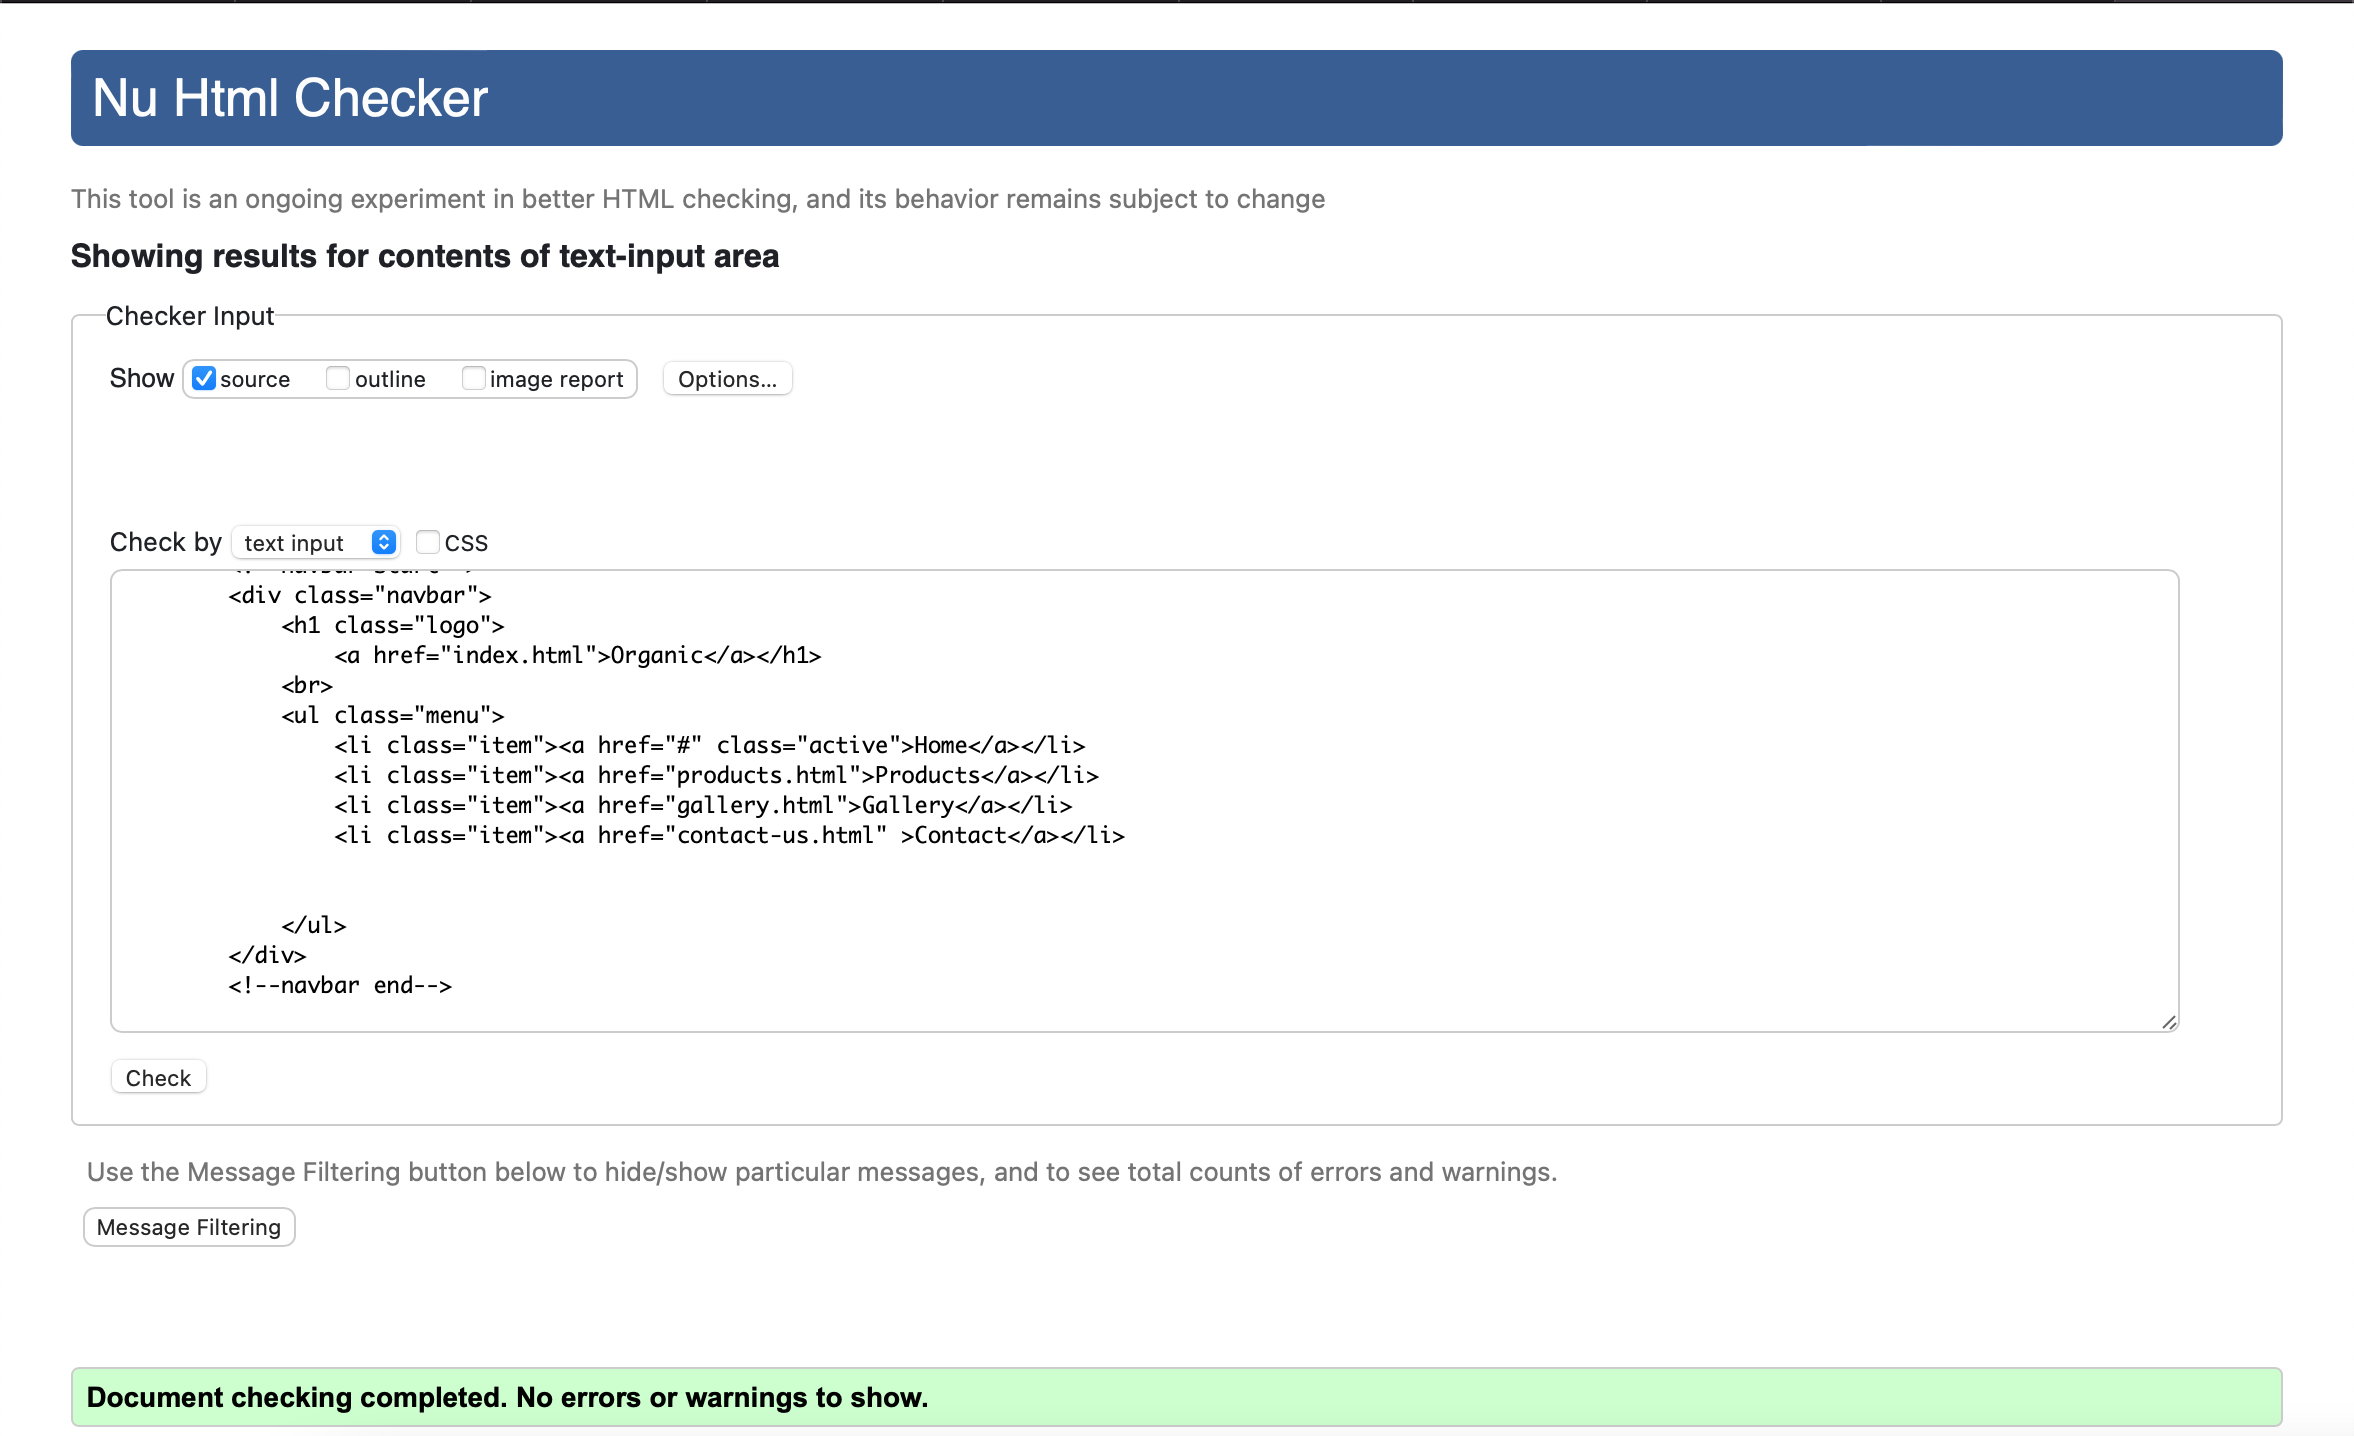 Nu Html Checker
This tool is an ongoing experiment in better HTML checking, and its behavior remains subject to change
Showing results for contents of text-input area
Checker Input
Show source outline image report Options...
Check by text input CSS
<div class="navbar">
<h1 class="logo">
<a href="index.html">Organic</a></h1>
<br>
<ul class="menu">
<li class="item"><a href="#" class="active">Home</a></li>
<li class="item"><a href="products.html">Products</a></li>
<li class="item"><a href="gallery.html">Gallery</a></li>
<li class="item"><a href="contact-us.html" >Contact</a></li>
</ul>
</div>
<!--navbar end-->
Check
Use the Message Filtering button below to hide/show particular messages, and to see total counts of errors and warnings.
Message Filtering
Document checking completed. No errors or warnings to show.